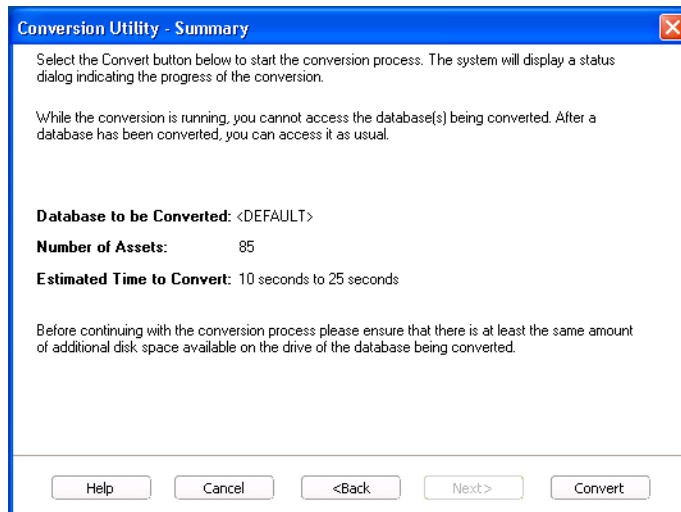 Conversion Utility - Summary
Select the Convert button below to start the conversion process. The system will display a status
dialog indicating the progress of the conversion.
While the conversion is running, you cannot access the database(s) being converted. After a
database has been converted, you can access it as usual.
Database to be Converted: <DEFAULT>
Number of Assets: 85
Estimated Time to Convert: 10 seconds to 25 seconds
Before continuing with the conversion process please ensure that there is at least the same amount
of additional disk space available on the drive of the database being converted.
Help Cancel <Back Next> Convert